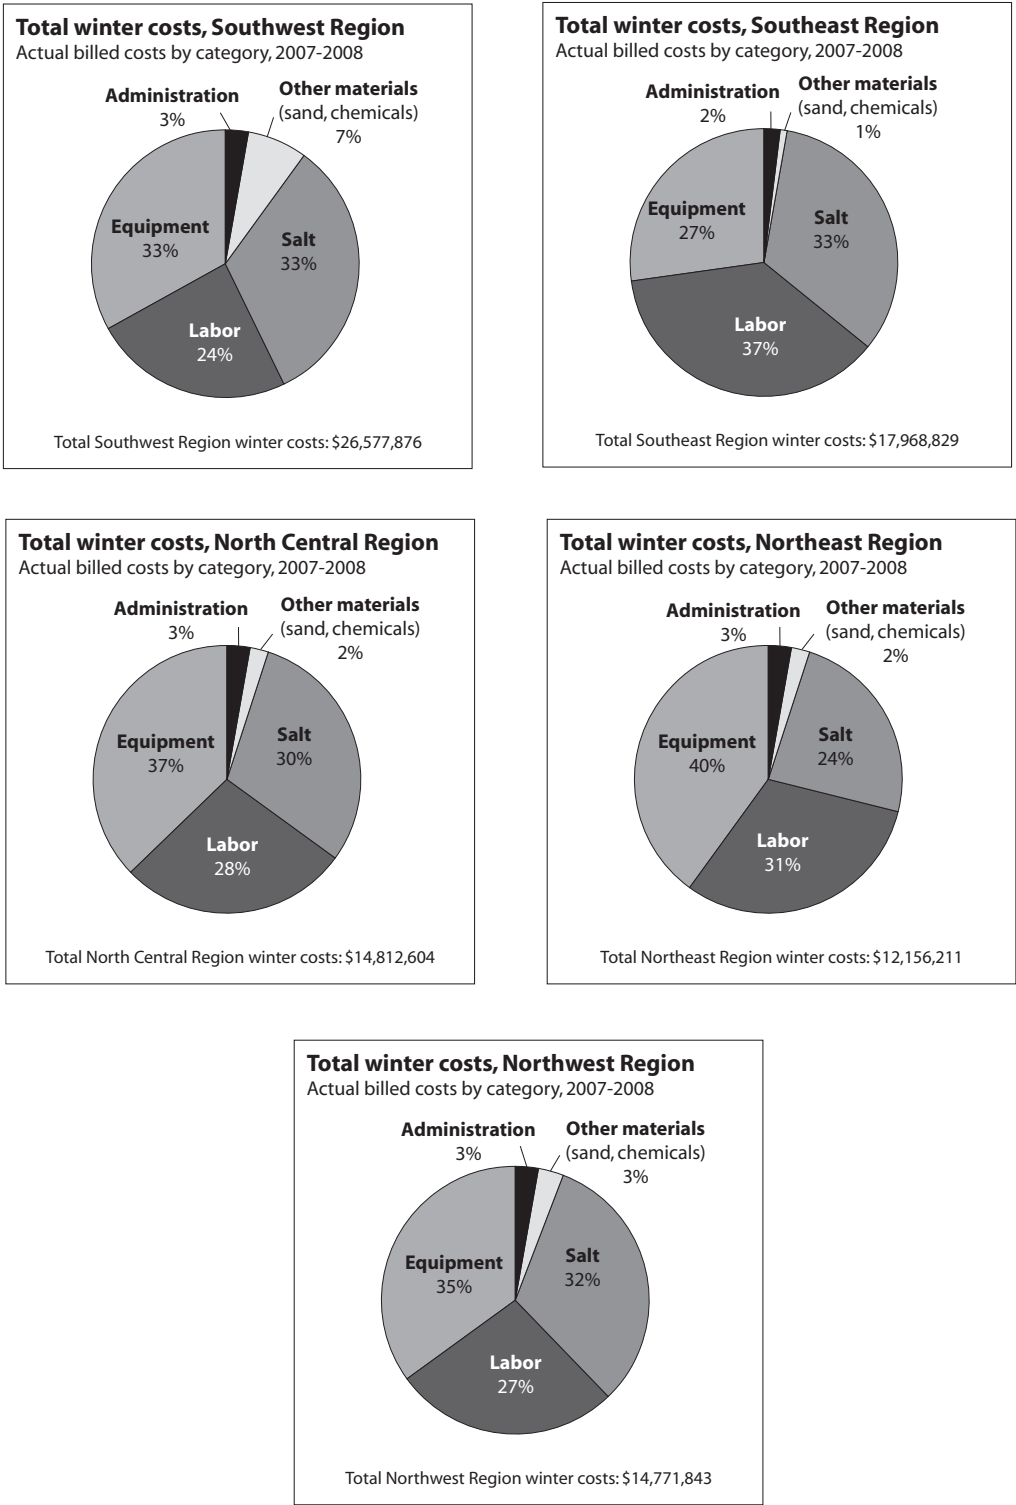 Total winter costs, Southwest Region
Actual billed costs by category, 2007-2008
Administration
3%
Other materials
(sand, chemicals)
7%
Equipment
33%
Salt
33%
Labor
24%
Total Southwest Region winter costs: $26,577,876
Total winter costs, Southeast Region
Actual billed costs by category, 2007-2008
Administration
2%
Other materials
(sand, chemicals)
1%
Equipment
27%
Salt
33%
Labor
37%
Total Southeast Region winter costs: $17,968,829
Total winter costs, North Central Region
Actual billed costs by category, 2007-2008
Administration
3%
Other materials
(sand, chemicals)
2%
Equipment
37%
Salt
30%
Labor
28%
Total North Central Region winter costs: $14,812,604
Total winter costs, Northeast Region
Actual billed costs by category, 2007-2008
Administration
3%
Other materials
(sand, chemicals)
2%
Equipment
40%
Salt
24%
Labor
31%
Total Northeast Region winter costs: $12,156,211
Total winter costs, Northwest Region
Actual billed costs by category, 2007-2008
Administration
3%
Other materials
(sand, chemicals)
3%
Equipment
35%
Salt
32%
Labor
27%
Total Northwest Region winter costs: $14,771,843